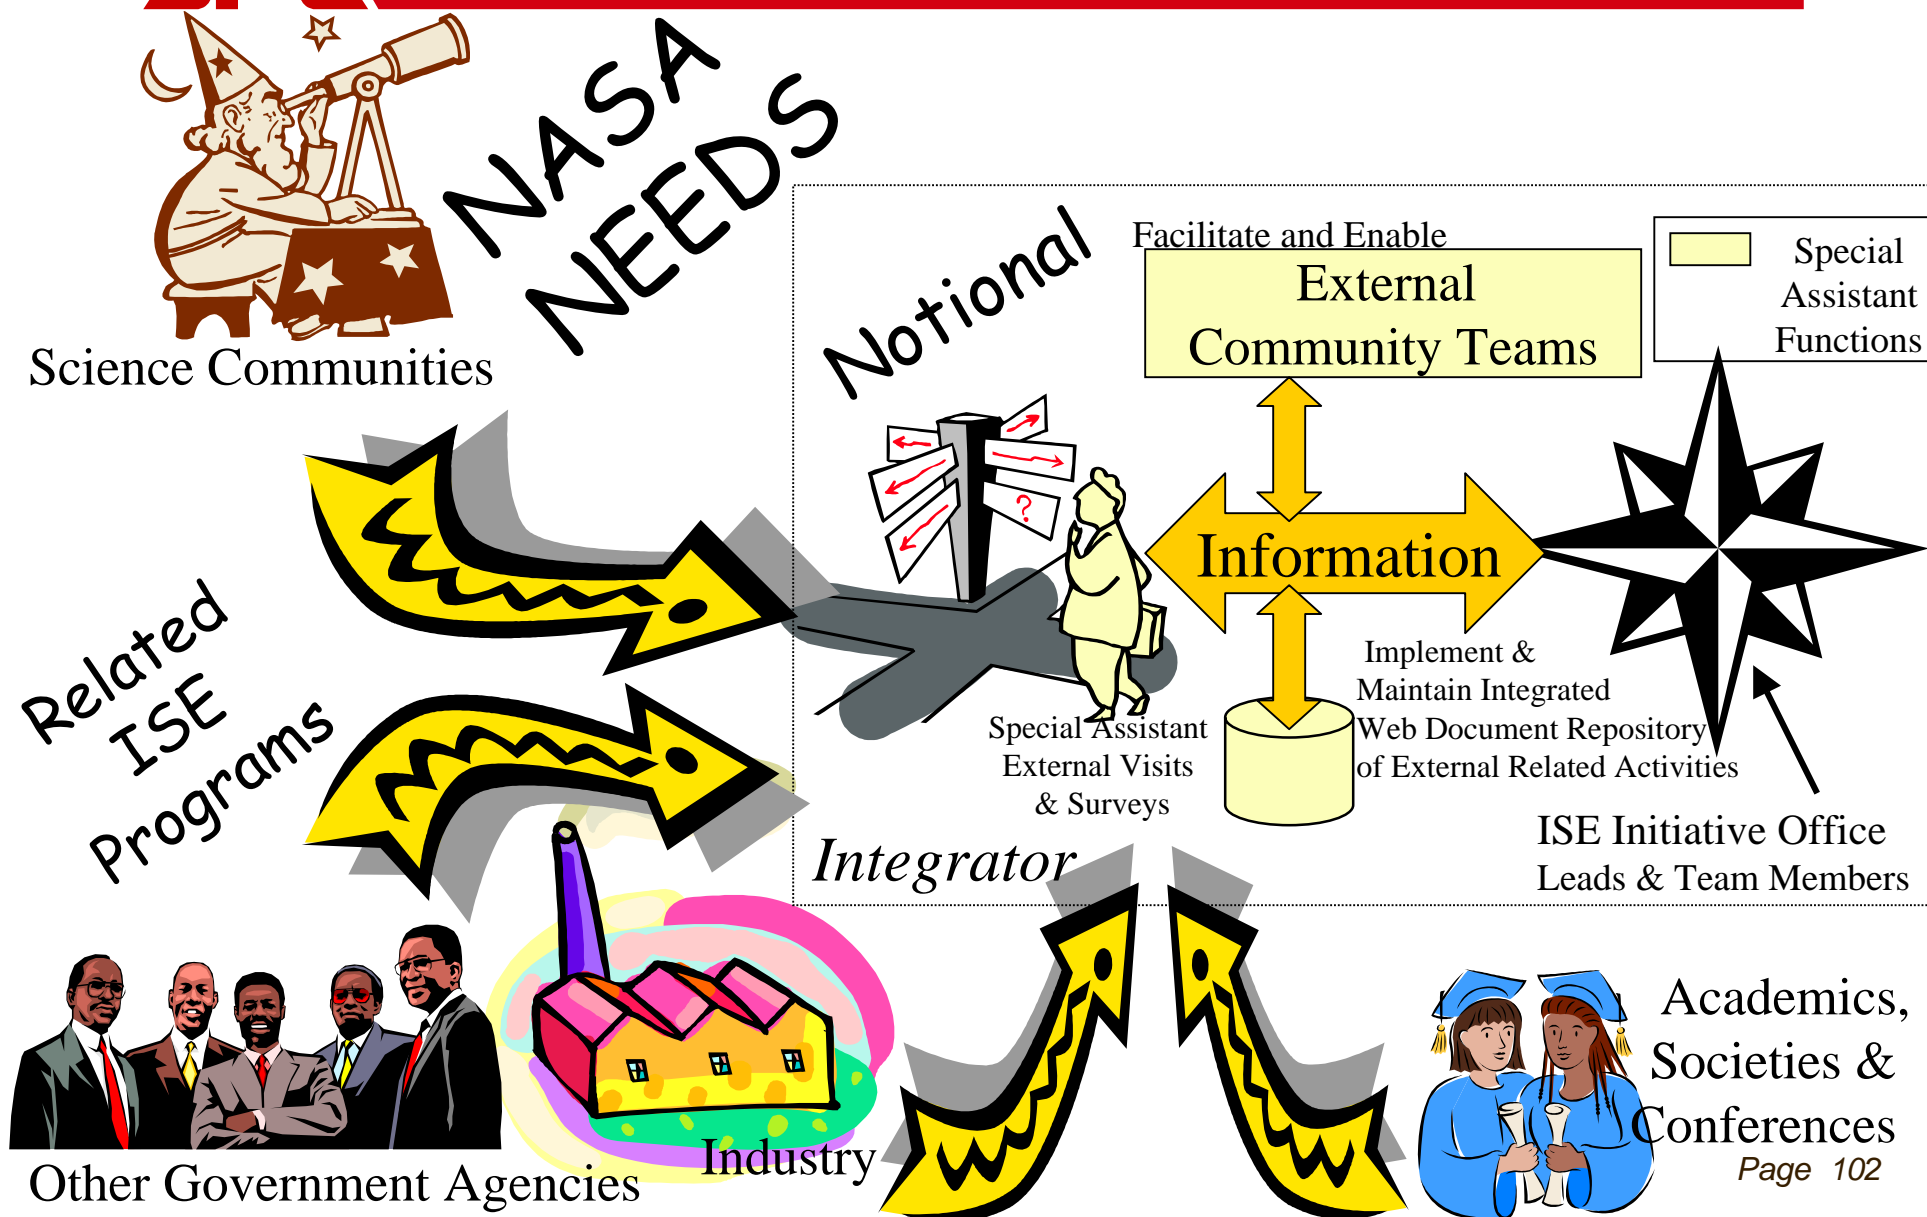 NASA
NEEDS
Science Communities
Notional
Facilitate and Enable
External
Community Teams
Special
Assistant
Functions
?
Information
Related
ISE
Programs
Special Assistant
External Visits
& Surveys
Implement &
Maintain Integrated
Web Document Repository
of External Related Activities
Integrator
ISE Initiative Office
Leads & Team Members
Other Government Agencies
Industry
Academics,
Societies &
Conferences
Page 102